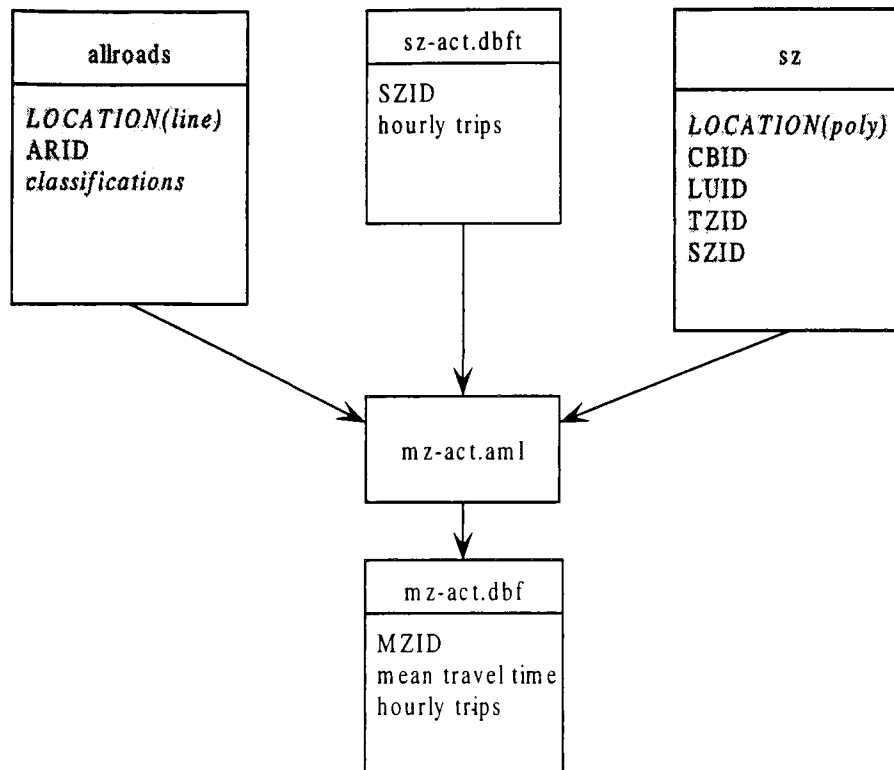 allroads
LOCATION(line)
ARID
classifications
sz-act.dbft
SZID
hourly trips
sz
LOCATION(poly)
CBID
LUID
TZID
SZID
mz-act.aml
mz-act.dbf
MZID
mean travel time
hourly trips